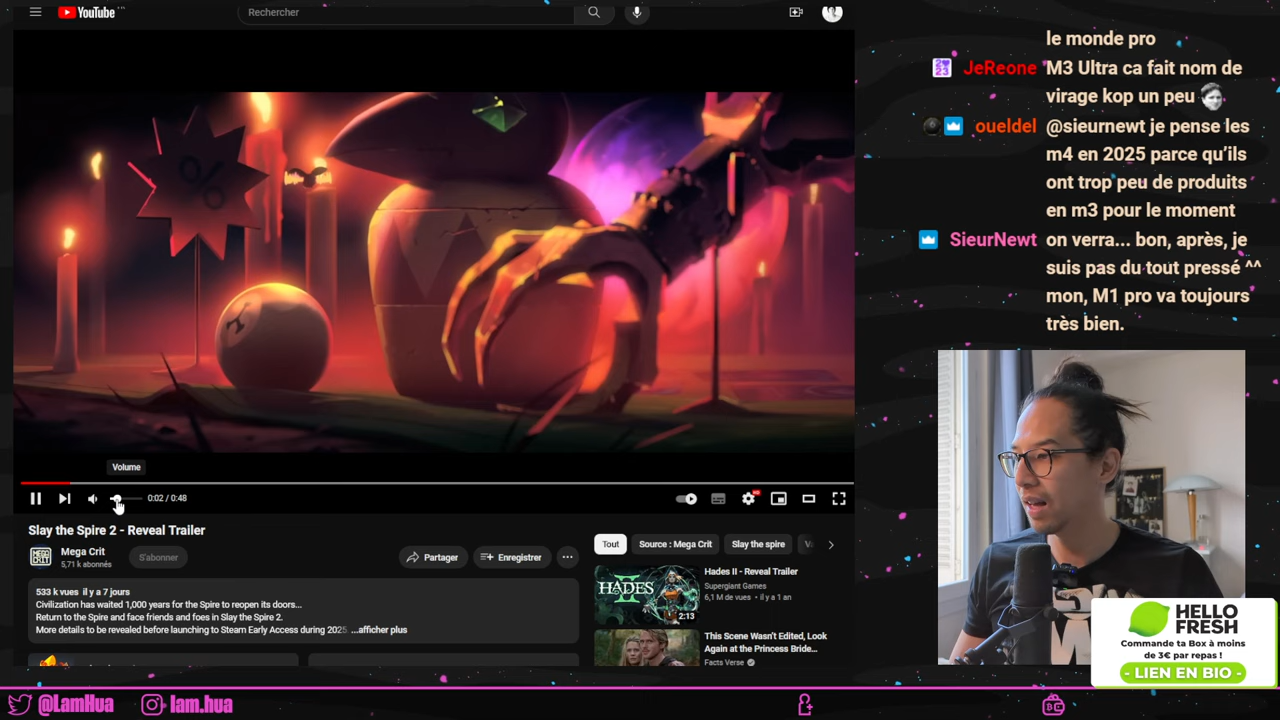 YouTube
Rechercher
%
Volume
0:02 / 0:48
Slay the Spire 2 - Reveal Trailer
MEGA CRIT
Mega Crit
5,71 k abonnés
S'abonner
Partager
Enregistrer
533 k vues il y a 7 jours
Civilization has waited 1,000 years for the Spire to reopen its doors...
Return to the Spire and face friends and foes in Slay the Spire 2.
More details to be revealed before launching to Steam Early Access during 2025. ...afficher plus
Tout
Source : Mega Crit
Slay the spire
HADES II
2:13
Hades II - Reveal Trailer
Supergiant Games
6,1 M de vues • il y a 1 an
This Scene Wasn't Edited, Look
Again at the Princess Bride...
Facts Verse
le monde pro
JeReone M3 Ultra ca fait nom de
virage kop un peu
oueldel @sieurnewt je pense les
m4 en 2025 parce qu'ils
ont trop peu de produits
en m3 pour le moment
SieurNewt on verra... bon, après, je
suis pas du tout pressé ^^
mon, M1 pro va toujours
très bien.
HELLO
FRESH
Commande ta Box à moins
de 3€ par repas !
- LIEN EN BIO -
@LamHua
lam.hua